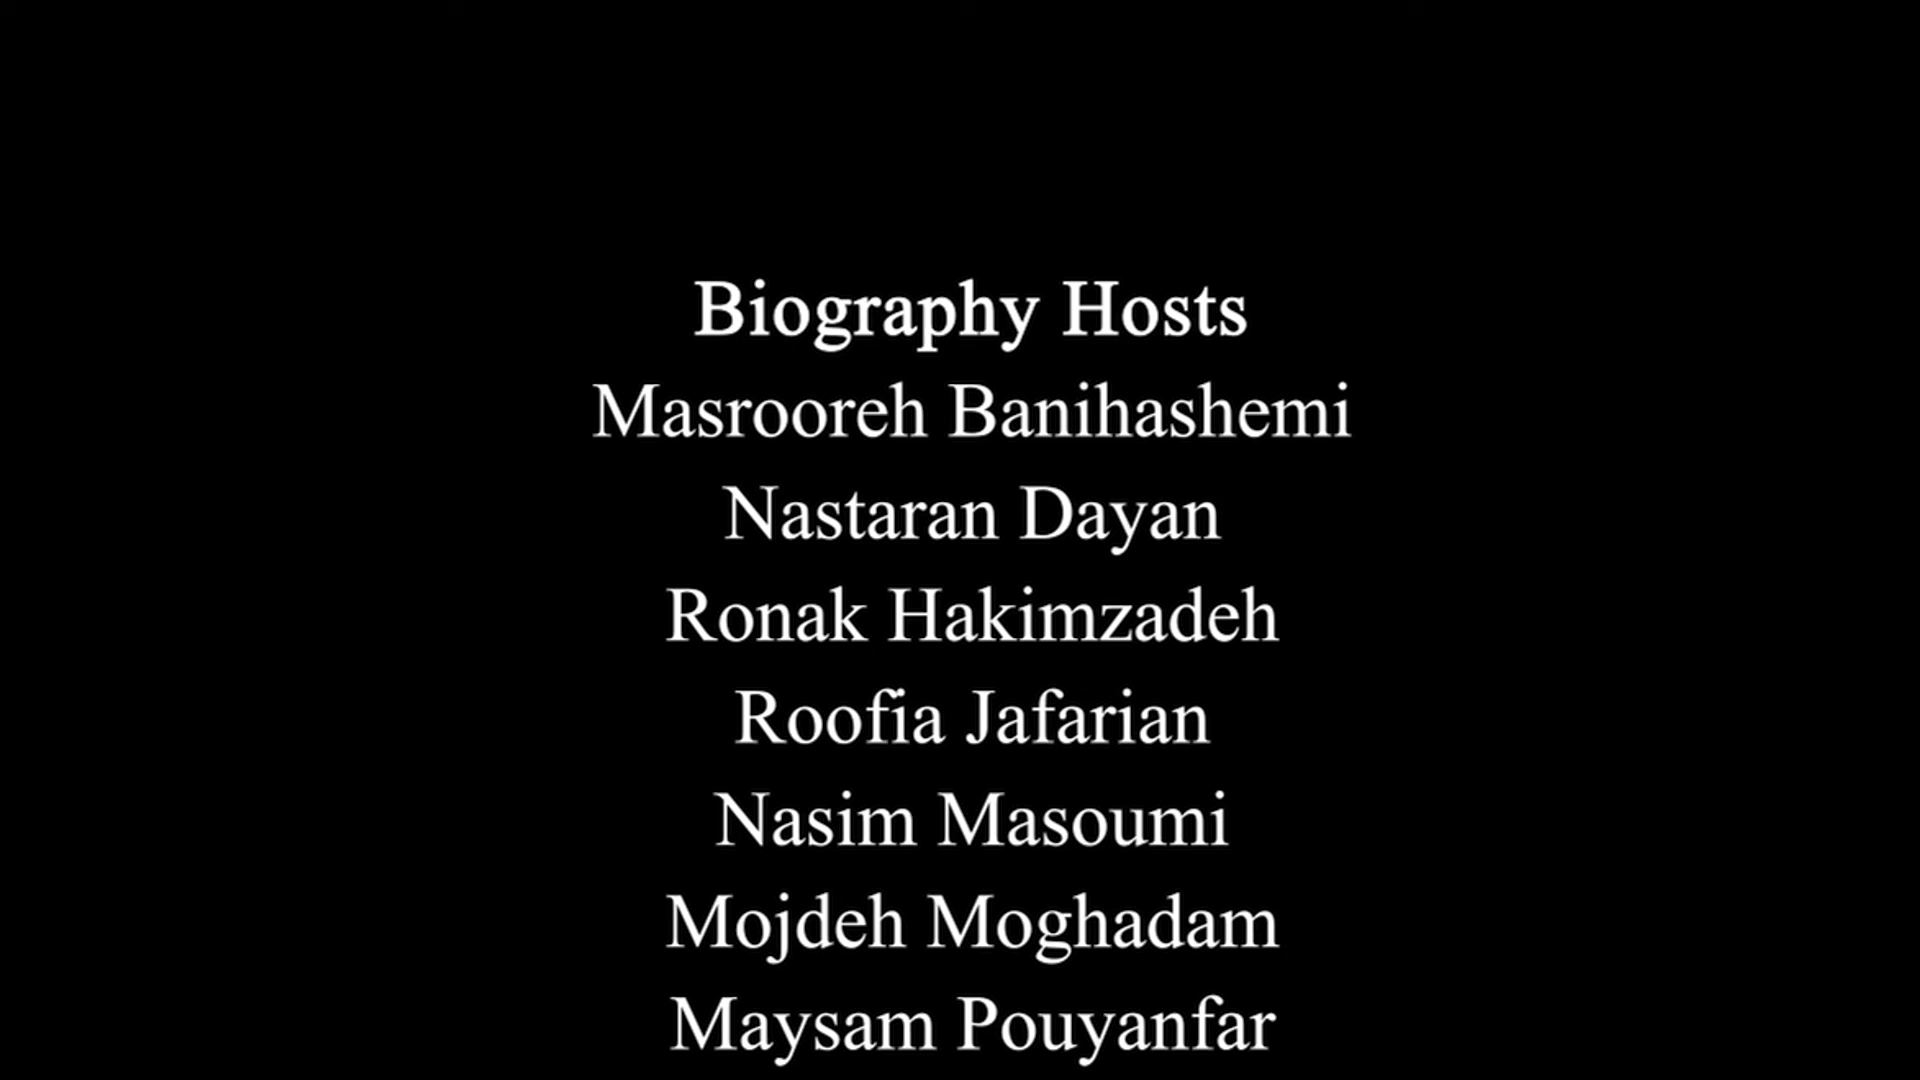 Biography Hosts
Masrooreh Banihashemi
Nastaran Dayan
Ronak Hakimzadeh
Roofia Jafarian
Nasim Masoumi
Mojdeh Moghadam
Maysam Pouyanfar